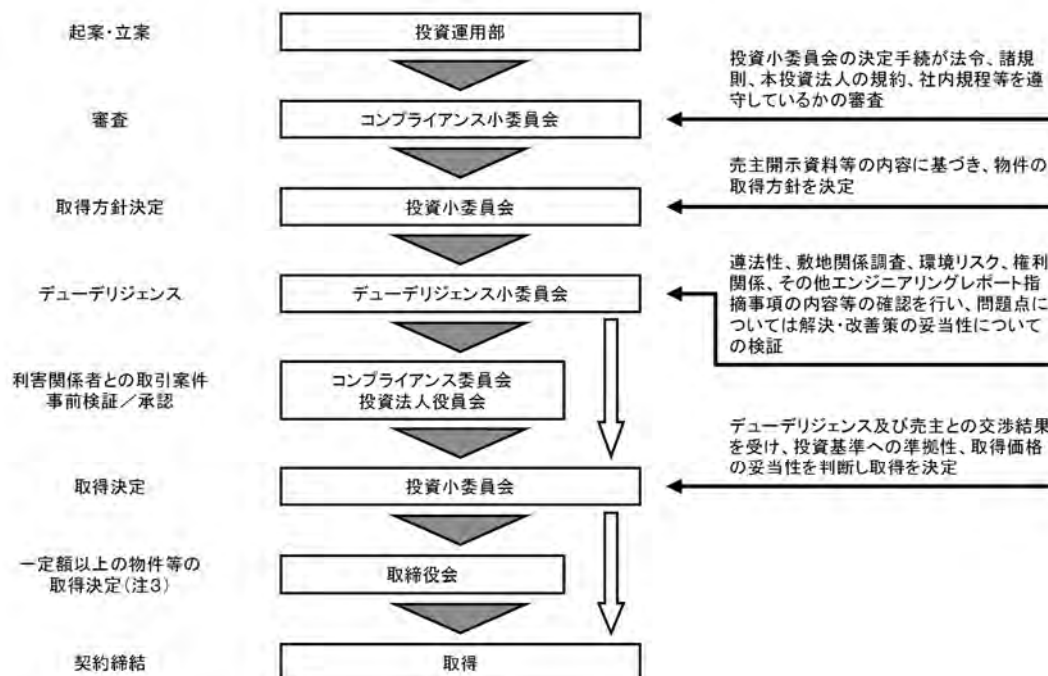 起案・立案
投資運用部
審査
コンプライアンス小委員会
投資小委員会の決定手続が法令、諸規
則、本投資法人の規約、社内規程等を遵
守しているかの審査
取得方針決定
投資小委員会
売主開示資料等の内容に基づき、物件の
取得方針を決定
デューデリジェンス
デューデリジェンス小委員会
遵法性、敷地関係調査、環境リスク、権利
関係、その他エンジニアリングレポート指
摘事項の内容等の確認を行い、問題点に
ついては解決・改善策の妥当性について
の検証
利害関係者との取引案件
事前検証／承認
コンプライアンス委員会
投資法人役員会
取得決定
投資小委員会
デューデリジェンス及び売主との交渉結果
を受け、投資基準への準拠性、取得価格
の妥当性を判断し取得を決定
一定額以上の物件等の
取得決定(注3)
取締役会
契約締結
取得